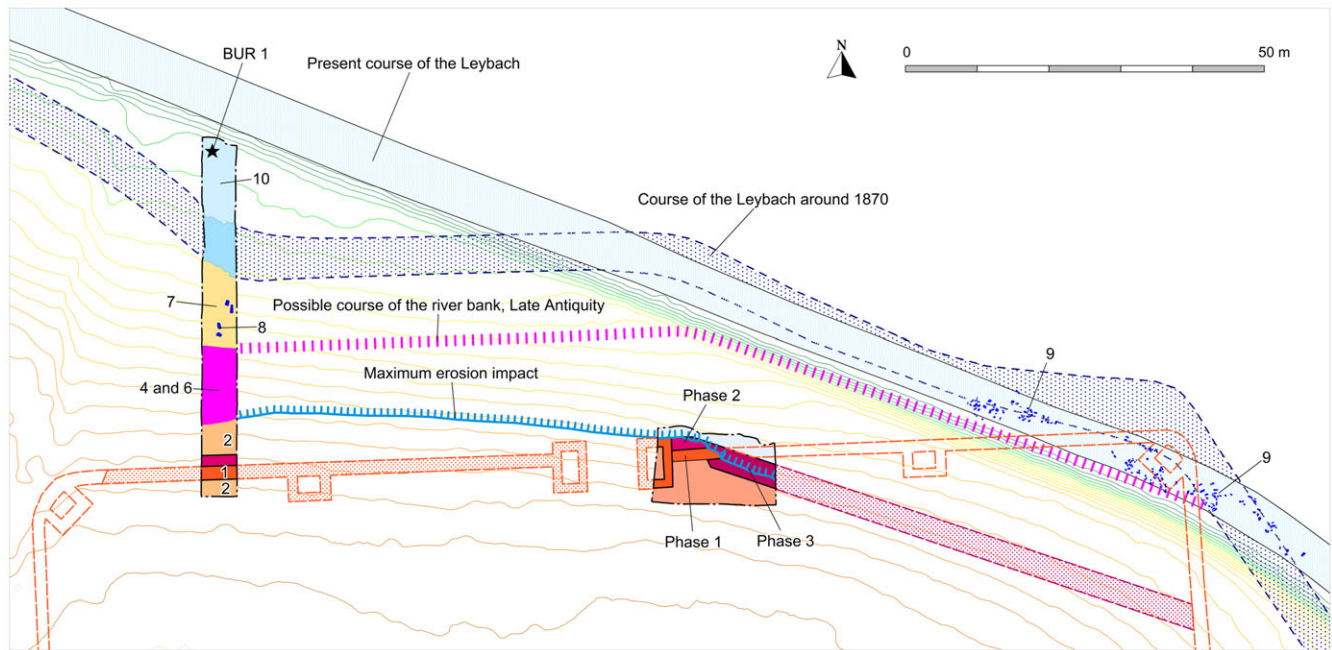 BUR 1
Present course of the Leybach
N
0
50 m
10
Course of the Leybach around 1870
7
Possible course of the river bank, Late Antiquity
8
9
4 and 6
Maximum erosion impact
Phase 2
2
1
2
9
Phase 1
Phase 3